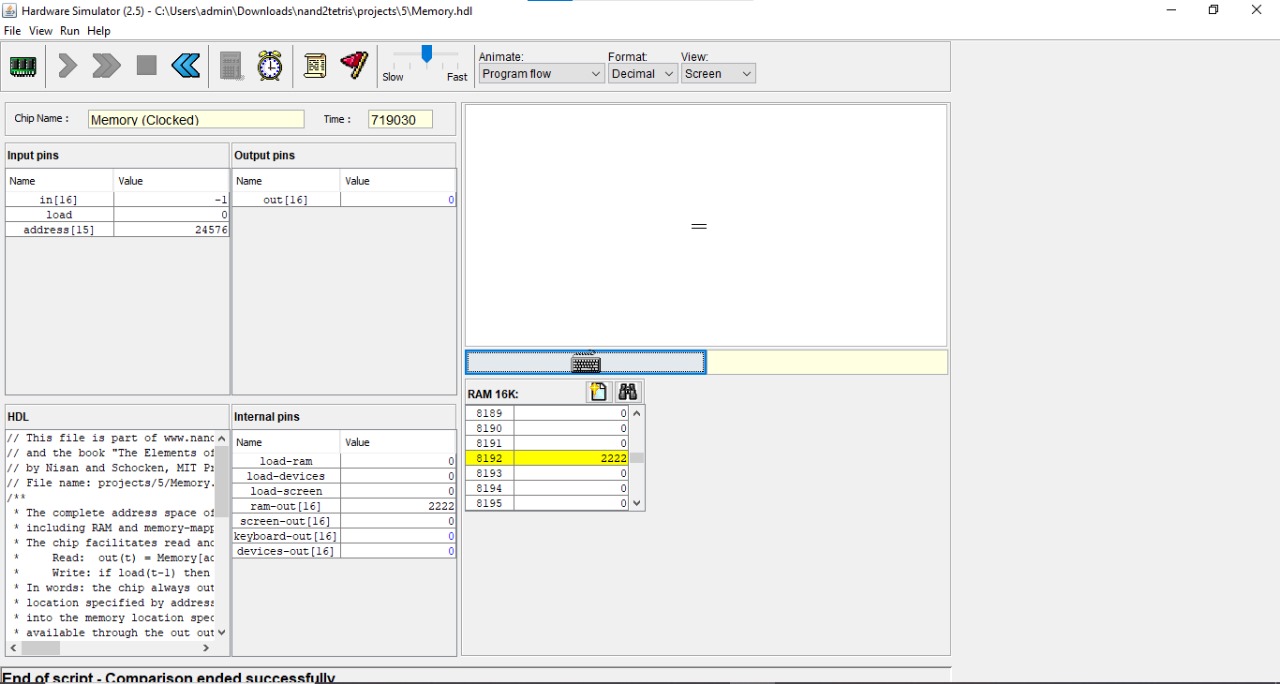 Hardware Simulator (2.5) - C:\Users\admin\Downloads\nand2tetris\projects\5\Memory.hdl
File View Run Help
Slow Fast
Animate: Format: View:
Program flow Decimal Screen
Chip Name : Memory (Clocked) Time : 719030
Input pins
Name Value
in[16] -1
load 0
address[15] 24576
Output pins
Name Value
out[16] 0
HDL
// This file is part of www.nand
// and the book "The Elements of
// by Nisan and Schocken, MIT Pr
// File name: projects/5/Memory.
/**
* The complete address space of
* including RAM and memory-mapp
* The chip facilitates read and
* Read: out(t) = Memory[ad
* Write: if load(t-1) then
* In words: the chip always out
* location specified by address
* into the memory location spec
* available through the out out
Internal pins
Name Value
load-ram 0
load-devices 0
load-screen 0
ram-out[16] 2222
screen-out[16] 0
keyboard-out[16] 0
devices-out[16] 0
RAM 16K:
8189 0
8190 0
8191 0
8192 2222
8193 0
8194 0
8195 0
End of script - Comparison ended successfully